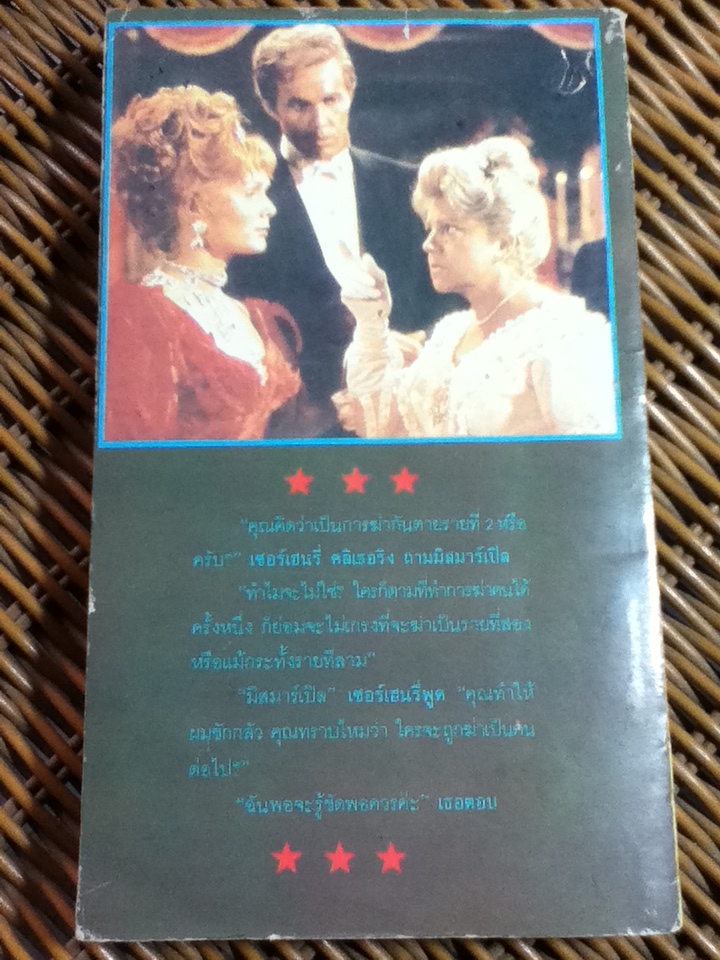 "คุณคิดว่าเป็นการฆ่ากันตายรายที่ 2 หรือ
ครับ?" เซอร์เฮนรี่ คลิเธอริง ถามมิสมาร์เปิล
"ทำไมจะไม่ใช่? ใครก็ตามที่ทำการฆ่าคนได้
ครั้งหนึ่ง ก็ย่อมจะไม่เกรงที่จะฆ่าเป็นรายที่สอง
หรือแม้กระทั่งรายที่สาม"
"มิสมาร์เปิล" เซอร์เฮนรี่พูด "คุณทำให้
ผมชักกลัว คุณทราบไหมว่า ใครจะถูกฆ่าเป็นคน
ต่อไป?"
"ฉันพอจะรู้ชัดพอควรค่ะ" เธอตอบ